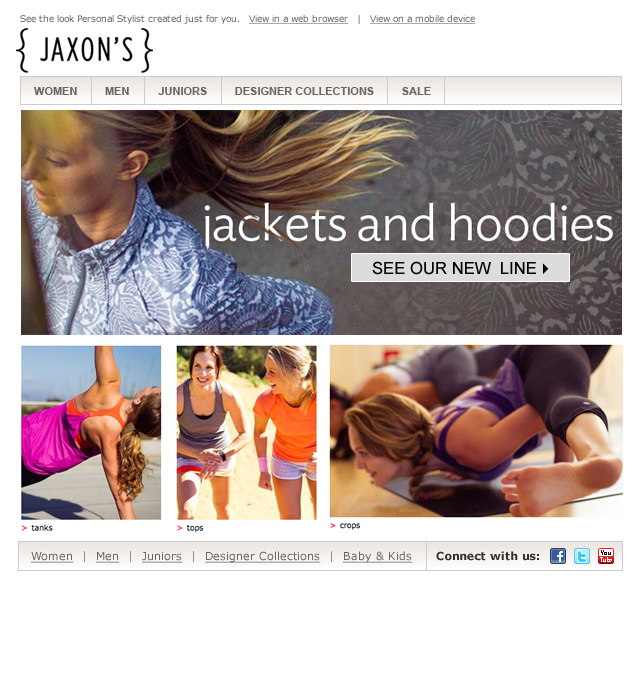 See the look Personal Stylist created just for you. View in a web browser | View on a mobile device
{ JAXON'S }
WOMEN MEN JUNIORS DESIGNER COLLECTIONS SALE
jackets and hoodies
SEE OUR NEW LINE
> tanks
> tops
> crops
Women | Men | Juniors | Designer Collections | Baby & Kids Connect with us: f t You Tube